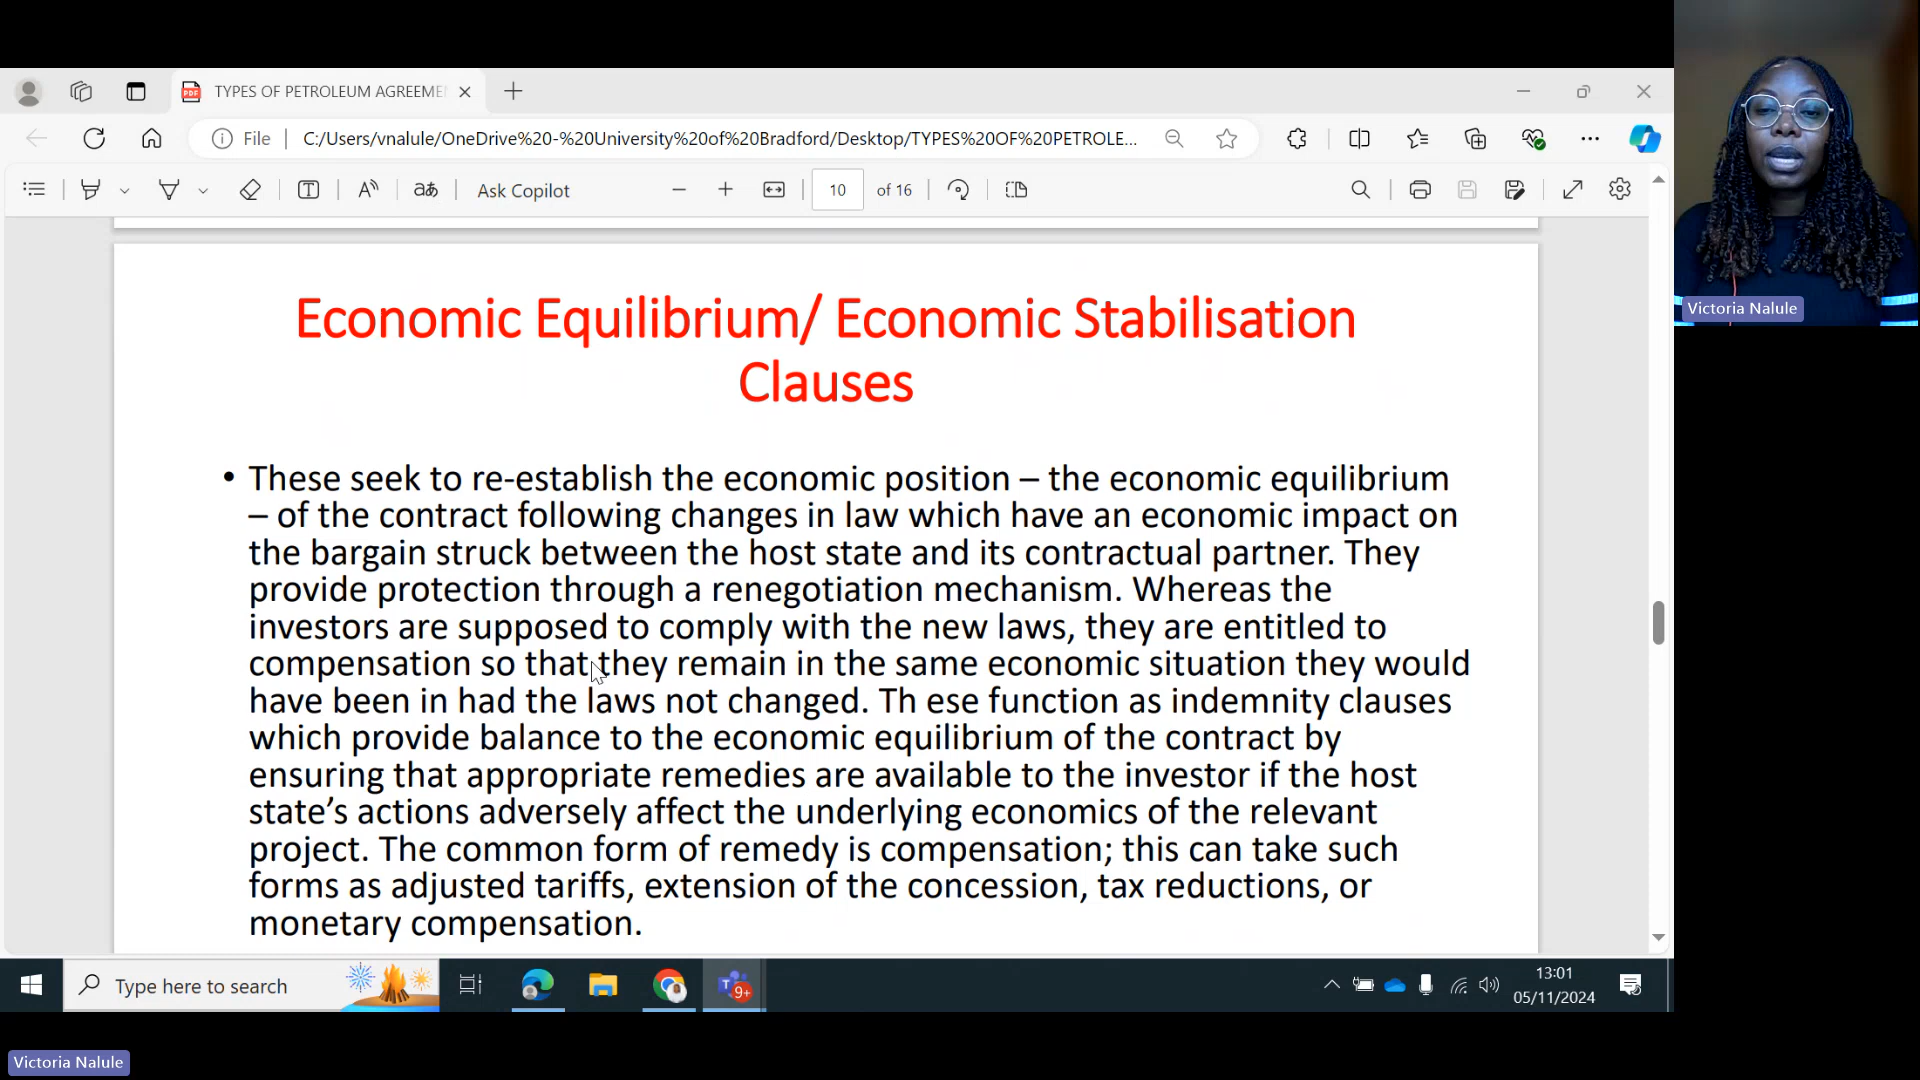 TYPES OF PETROLEUM AGREEME
File
C:/Users/vnalule/OneDrive%20-%20University%20of%20Bradford/Desktop/TYPES%20OF%20PETROLE...
Ask Copilot
10 of 16
Victoria Nalule
Economic Equilibrium/ Economic Stabilisation
Clauses
• These seek to re-establish the economic position – the economic equilibrium
– of the contract following changes in law which have an economic impact on
the bargain struck between the host state and its contractual partner. They
provide protection through a renegotiation mechanism. Whereas the
investors are supposed to comply with the new laws, they are entitled to
compensation so that they remain in the same economic situation they would
have been in had the laws not changed. Th ese function as indemnity clauses
which provide balance to the economic equilibrium of the contract by
ensuring that appropriate remedies are available to the investor if the host
state’s actions adversely affect the underlying economics of the relevant
project. The common form of remedy is compensation; this can take such
forms as adjusted tariffs, extension of the concession, tax reductions, or
monetary compensation.
Type here to search
9+
13:01
05/11/2024
Victoria Nalule